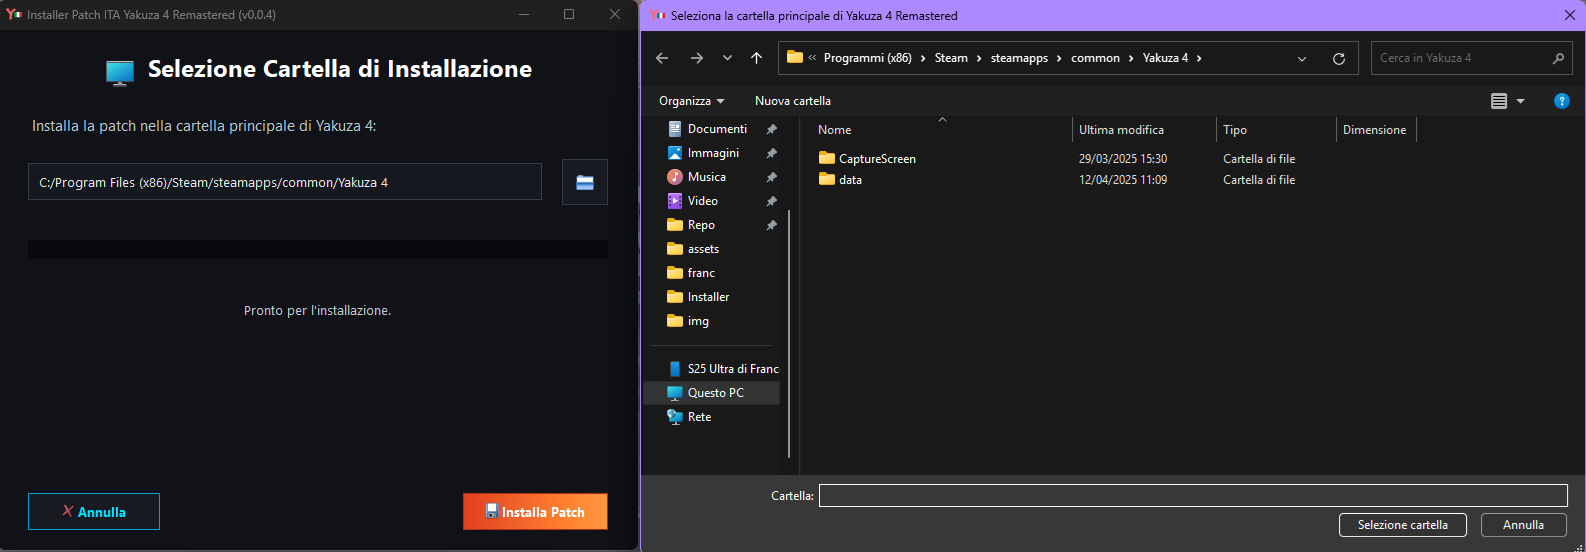 Installer Patch ITA Yakuza 4 Remastered (v0.0.4)
Selezione Cartella di Installazione
Installa la patch nella cartella principale di Yakuza 4:
C:/Program Files (x86)/Steam/steamapps/common/Yakuza 4
Pronto per l'installazione.
Annulla
Installa Patch
Seleziona la cartella principale di Yakuza 4 Remastered
« Programmi (x86) > Steam > steamapps > common > Yakuza 4 >
Cerca in Yakuza 4
Organizza
Nuova cartella
Documenti
Immagini
Musica
Video
Repo
assets
franc
Installer
img
S25 Ultra di Franc
Questo PC
Rete
Nome Ultima modifica Tipo Dimensione
CaptureScreen 29/03/2025 15:30 Cartella di file
data 12/04/2025 11:09 Cartella di file
Cartella:
Selezione cartella
Annulla